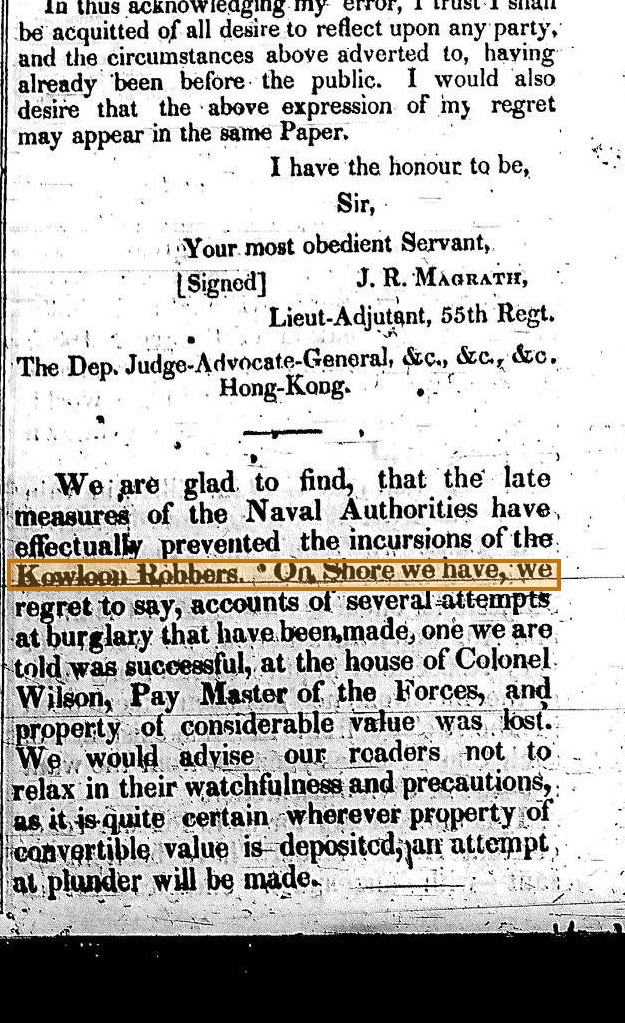 In thus acknowledging my error, I trust I shall
be acquitted of all desire to reflect upon any party,
and the circumstances above adverted to, having
already been before the public. I would also
desire that the above expression of my regret
may appear in the same Paper.
I have the honour to be,
Sir,
Your most obedient Servant,
[Signed] J. R. MAGRATH,
Lieut-Adjutant, 55th Regt.
The Dep. Judge-Advocate-General, &c., &c., &c.
Hong-Kong.
We are glad to find, that the late
measures of the Naval Authorities have
effectually prevented the incursions of the
Kowloon Robbers. On Shore we have, we
regret to say, accounts of several attempts
at burglary that have been made, one we are
told was successful, at the house of Colonel
Wilson, Pay Master of the Forces, and
property of considerable value was lost.
We would advise our readers not to
relax in their watchfulness and precautions,
as it is quite certain wherever property of
convertible value is deposited, an attempt
at plunder will be made.